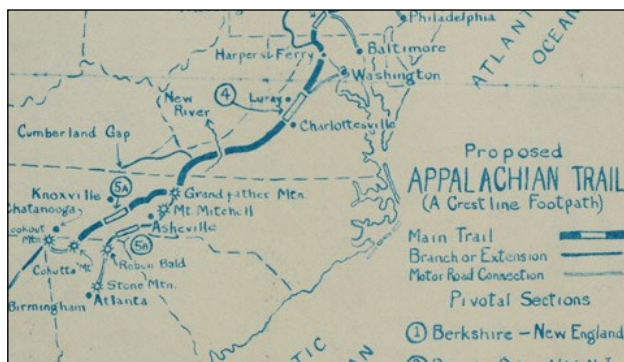 Philadelphia
ATLANTIC
OCEAN
Harpers Ferry
Baltimore
Washington
4
Luray
New
River
Charlottesville
Cumberland Gap
Proposed
APPALACHIAN TRAIL
(A Crestline Footpath)
Knoxville
5A
Grandfather Mtn.
Chatanooga
Mt Mitchell
Lookout
Mtn
Asheville
5B
Main Trail
Branch or Extension
Motor Road Connection
Cohutta Mt
Rabun Bald
Stone Mtn.
Pivotal Sections
Birmingham
Atlanta
1 Berkshire – New England